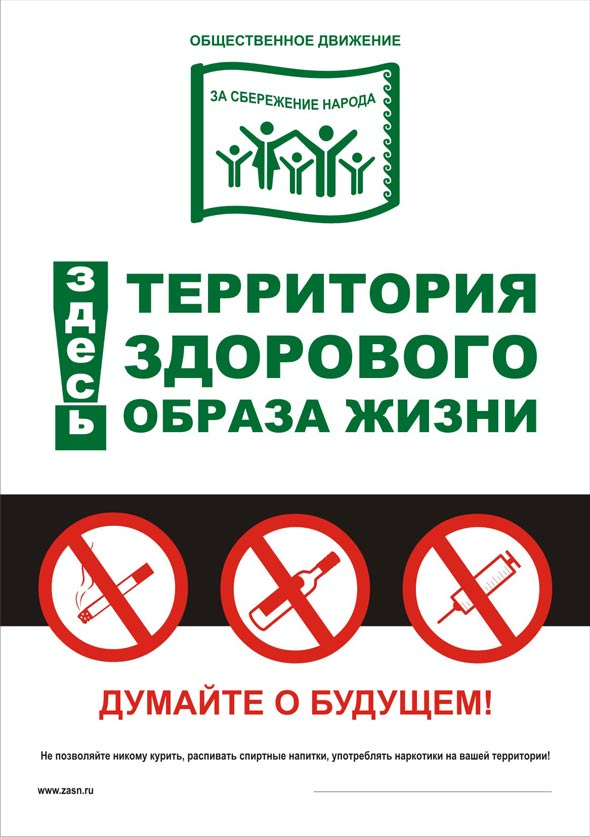 ОБЩЕСТВЕННОЕ ДВИЖЕНИЕ
ЗА СБЕРЕЖЕНИЕ НАРОДА
здесь
ТЕРРИТОРИЯ
ЗДОРОВОГО
ОБРАЗА ЖИЗНИ
ДУМАЙТЕ О БУДУЩЕМ!
Не позволяйте никому курить, распивать спиртные напитки, употреблять наркотики на вашей территории!
www.zasn.ru